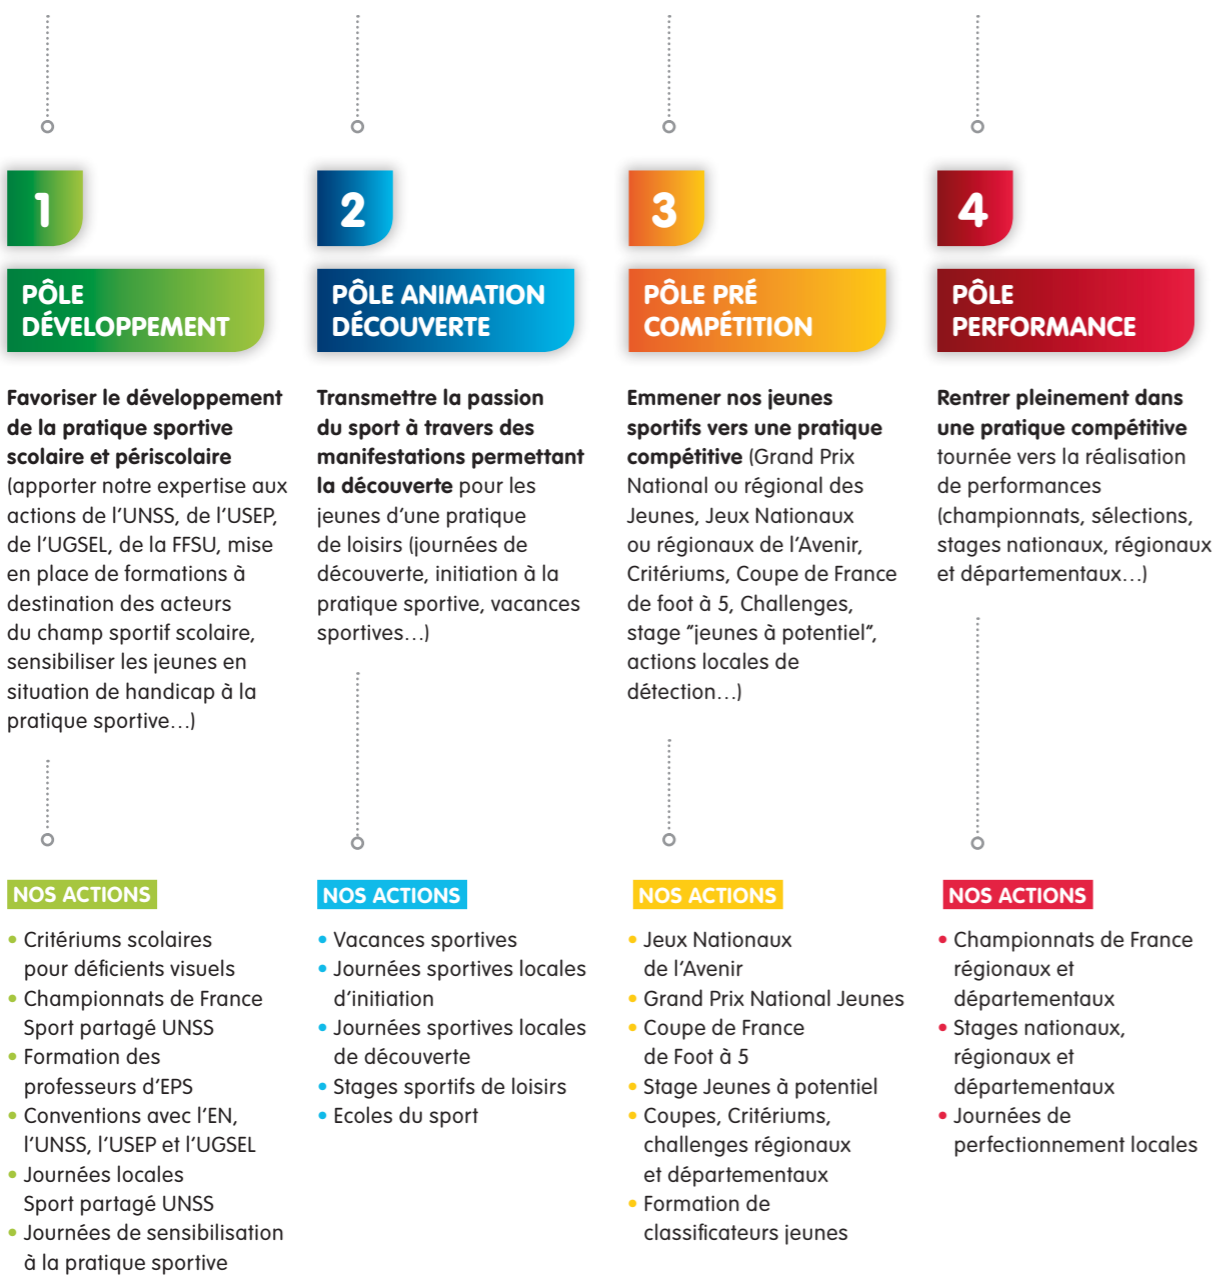 1
PÔLE
DÉVELOPPEMENT
Favoriser le développement
de la pratique sportive
scolaire et périscolaire
(apporter notre expertise aux
actions de l'UNSS, de l'USEP,
de l'UGSEL, de la FFSU, mise
en place de formations à
destination des acteurs
du champ sportif scolaire,
sensibiliser les jeunes en
situation de handicap à la
pratique sportive…)
NOS ACTIONS
• Critériums scolaires
pour déficients visuels
• Championnats de France
Sport partagé UNSS
• Formation des
professeurs d'EPS
• Conventions avec l'EN,
l'UNSS, l'USEP et l'UGSEL
• Journées locales
Sport partagé UNSS
• Journées de sensibilisation
à la pratique sportive
2
PÔLE ANIMATION
DÉCOUVERTE
Transmettre la passion
du sport à travers des
manifestations permettant
la découverte pour les
jeunes d'une pratique
de loisirs (journées de
découverte, initiation à la
pratique sportive, vacances
sportives…)
NOS ACTIONS
• Vacances sportives
• Journées sportives locales
d'initiation
• Journées sportives locales
de découverte
• Stages sportifs de loisirs
• Ecoles du sport
3
PÔLE PRÉ
COMPÉTITION
Emmener nos jeunes
sportifs vers une pratique
compétitive (Grand Prix
National ou régional des
Jeunes, Jeux Nationaux
ou régionaux de l'Avenir,
Critériums, Coupe de France
de foot à 5, Challenges,
stage "jeunes à potentiel",
actions locales de
détection…)
NOS ACTIONS
• Jeux Nationaux
de l'Avenir
• Grand Prix National Jeunes
• Coupe de France
de Foot à 5
• Stage Jeunes à potentiel
• Coupes, Critériums,
challenges régionaux
et départementaux
• Formation de
classificateurs jeunes
4
PÔLE
PERFORMANCE
Rentrer pleinement dans
une pratique compétitive
tournée vers la réalisation
de performances
(championnats, sélections,
stages nationaux, régionaux
et départementaux…)
NOS ACTIONS
• Championnats de France
régionaux et
départementaux
• Stages nationaux,
régionaux et
départementaux
• Journées de
perfectionnement locales